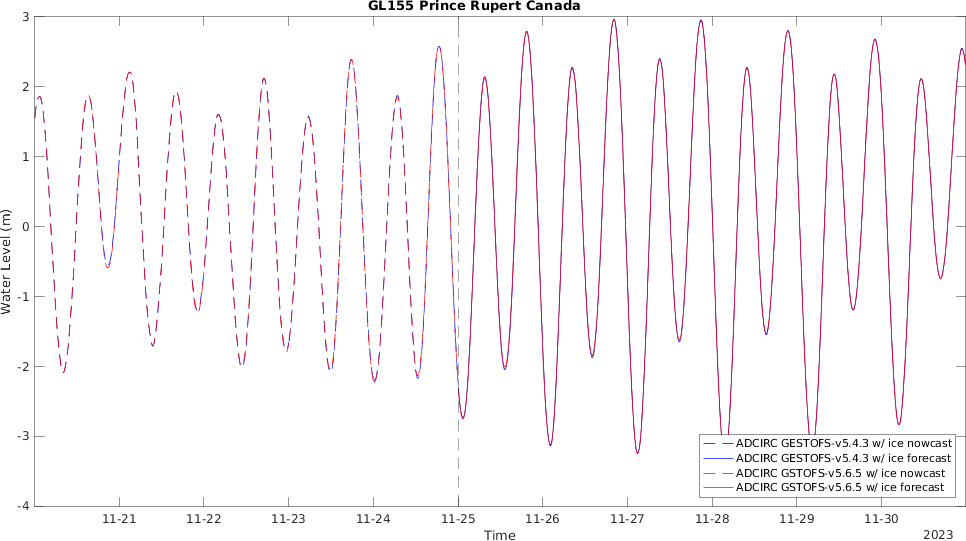 GL155 Prince Rupert Canada
3
2
1
0
-1
-2
-3
-4
Water Level (m)
ADCIRC GESTOFS-v5.4.3 w/ ice nowcast
ADCIRC GESTOFS-v5.4.3 w/ ice forecast
ADCIRC GSTOFS-v5.6.5 w/ ice nowcast
ADCIRC GSTOFS-v5.6.5 w/ ice forecast
11-21 11-22 11-23 11-24 11-25 11-26 11-27 11-28 11-29 11-30
Time
2023